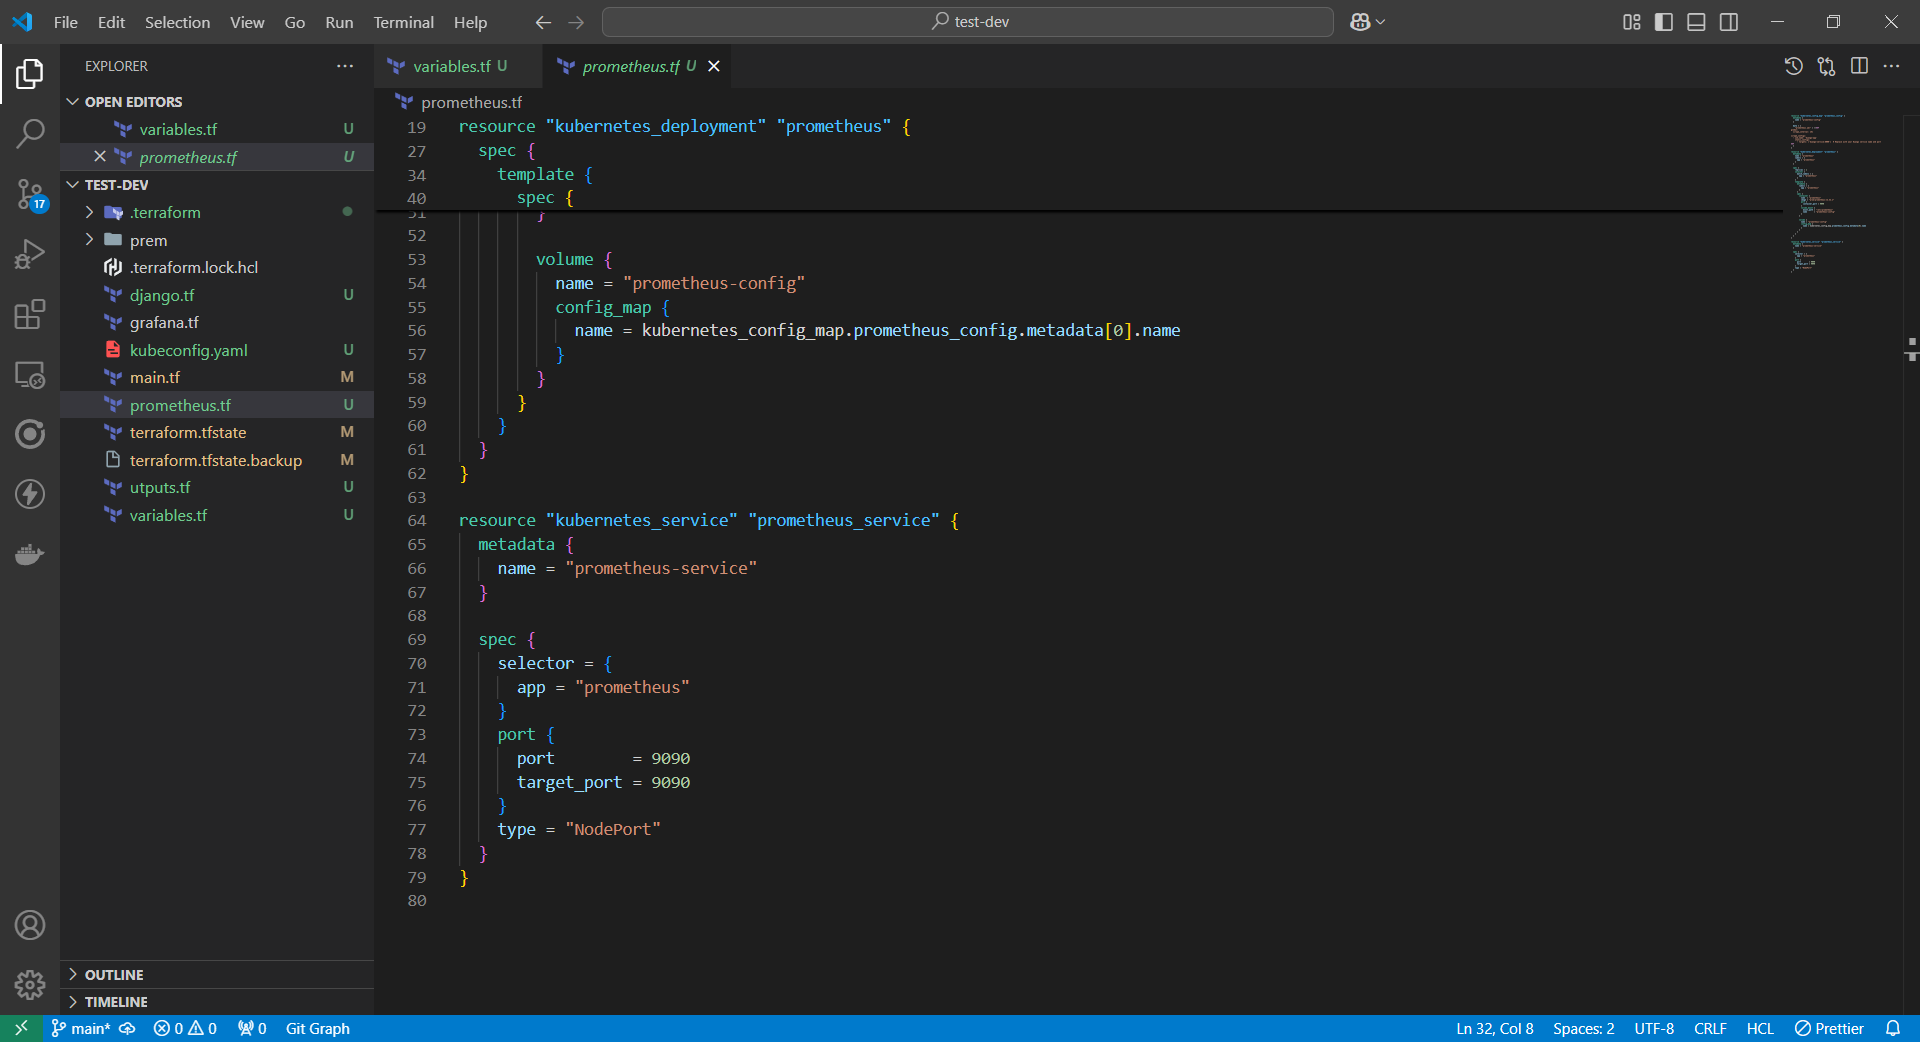 File Edit Selection View Go Run Terminal Help
test-dev
EXPLORER
OPEN EDITORS
variables.tf U
prometheus.tf U
TEST-DEV
.terraform
prem
.terraform.lock.hcl
django.tf U
grafana.tf
kubeconfig.yaml U
main.tf M
prometheus.tf U
terraform.tfstate M
terraform.tfstate.backup M
utputs.tf U
variables.tf U
OUTLINE
TIMELINE
17
variables.tf U prometheus.tf U
prometheus.tf
19 resource "kubernetes_deployment" "prometheus" {
27 spec {
34 template {
40 spec {
51 }
52
53 volume {
54 name = "prometheus-config"
55 config_map {
56 name = kubernetes_config_map.prometheus_config.metadata[0].name
57 }
58 }
59 }
60 }
61 }
62 }
63
64 resource "kubernetes_service" "prometheus_service" {
65 metadata {
66 name = "prometheus-service"
67 }
68
69 spec {
70 selector = {
71 app = "prometheus"
72 }
73 port {
74 port = 9090
75 target_port = 9090
76 }
77 type = "NodePort"
78 }
79 }
80
main* 0 0 0 Git Graph Ln 32, Col 8 Spaces: 2 UTF-8 CRLF HCL Prettier